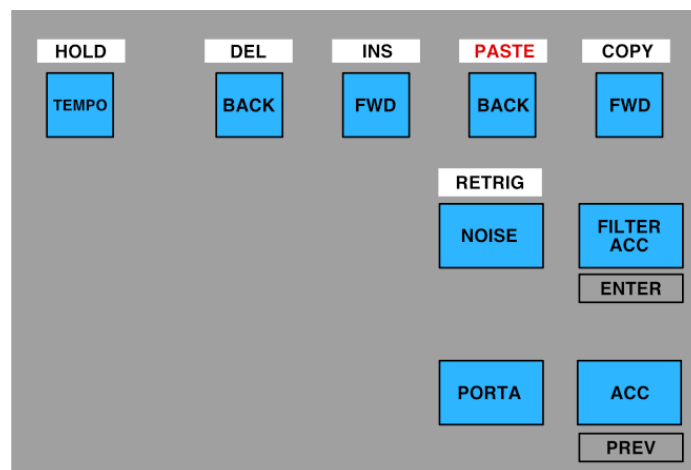 HOLD DEL INS PASTE COPY
TEMPO BACK FWD BACK FWD
RETRIG
NOISE
FILTER
ACC
ENTER
PORTA ACC
PREV